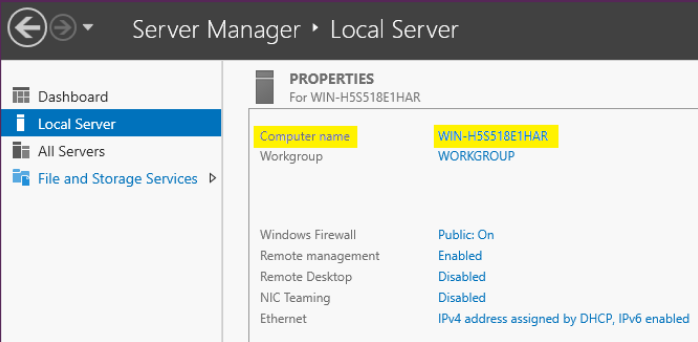 Server Manager ‣ Local Server
Dashboard
Local Server
All Servers
File and Storage Services
PROPERTIES
For WIN-H5S518E1HAR
Computer name WIN-H5S518E1HAR
Workgroup WORKGROUP
Windows Firewall Public: On
Remote management Enabled
Remote Desktop Disabled
NIC Teaming Disabled
Ethernet IPv4 address assigned by DHCP, IPv6 enabled